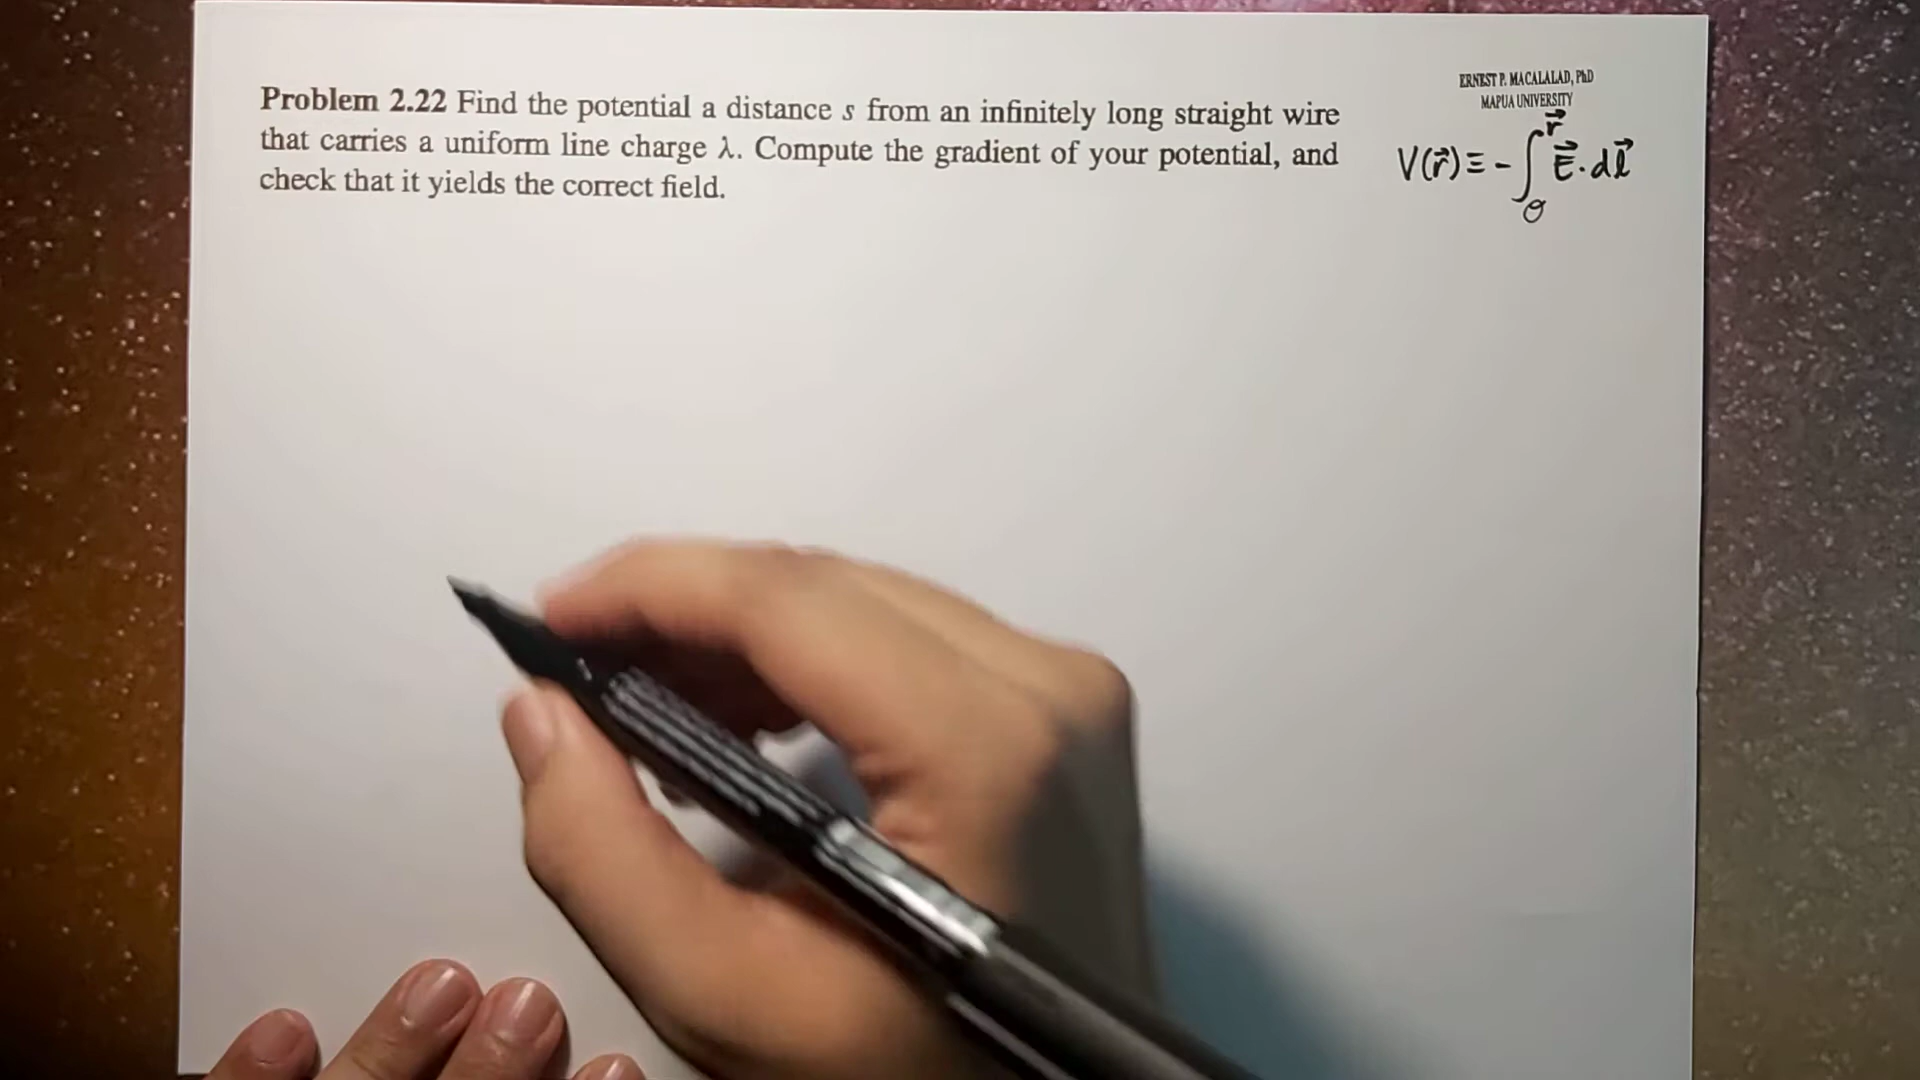 Problem 2.22 Find the potential a distance s from an infinitely long straight wire
that carries a uniform line charge λ. Compute the gradient of your potential, and
check that it yields the correct field.
ERNEST P. MACALALAD, PhD
MAPUA UNIVERSITY
V(r⃗) ≡ -∫_𝒪^r⃗ E⃗ · dl⃗